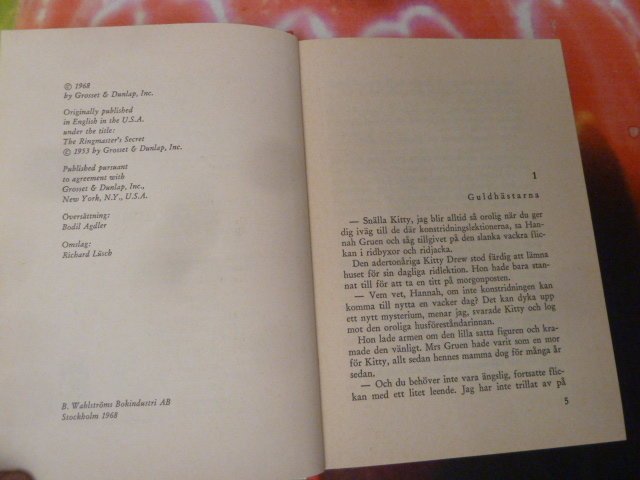 © 1968
by Grosset & Dunlap, Inc.
Originally published
in English in the U.S.A.
under the title:
The Ringmaster's Secret
© 1953 by Grosset & Dunlap, Inc.
Published pursuant
to agreement with
Grosset & Dunlap, Inc.,
New York, N.Y., U.S.A.
Översättning:
Bodil Agdler
Omslag:
Richard Lüsch
B. Wahlströms Bokindustri AB
Stockholm 1968
1
Guldhästarna
— Snälla Kitty, jag blir alltid så orolig när du ger
dig iväg till de där konstridningslektionerna, sa Han-
nah Gruen och såg tillgivet på den slanka vackra flic-
kan i ridbyxor och ridjacka.
Den adertonåriga Kitty Drew stod färdig att lämna
huset för sin dagliga ridlektion. Hon hade bara stan-
nat till för att ta en titt på morgonposten.
— Vem vet, Hannah, om inte konstridningen kan
komma till nytta en vacker dag? Det kan dyka upp
ett nytt mysterium, menar jag, svarade Kitty och log
mot den oroliga husföreståndarinnan.
Hon lade armen om den lilla satta figuren och kra-
made den vänligt. Mrs Gruen hade varit som en mor
för Kitty, allt sedan hennes mamma dog för många år
sedan.
— Och du behöver inte vara ängslig, fortsatte flic-
kan med ett litet leende. Jag har inte trillat av på
5